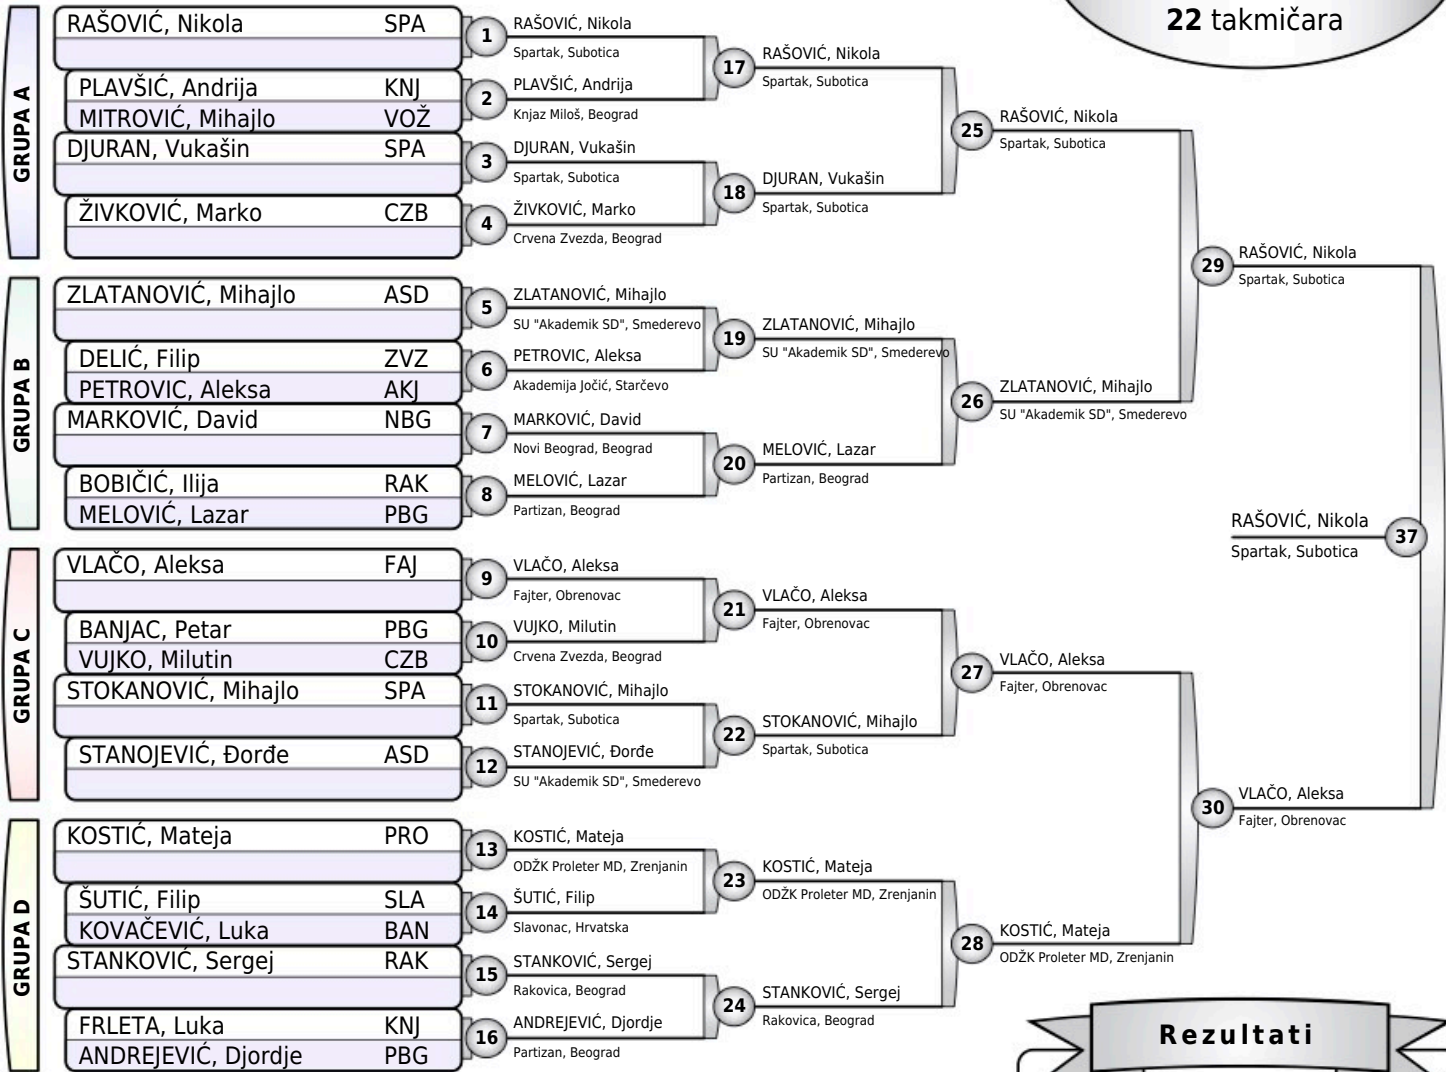 22 takmičara
GRUPA A
RAŠOVIĆ, Nikola SPA
PLAVŠIĆ, Andrija KNJ
MITROVIĆ, Mihajlo VOŽ
DJURAN, Vukašin SPA
ŽIVKOVIĆ, Marko CZB
GRUPA B
ZLATANOVIĆ, Mihajlo ASD
DELIĆ, Filip ZVZ
PETROVIC, Aleksa AKJ
MARKOVIĆ, David NBG
BOBIČIĆ, Ilija RAK
MELOVIĆ, Lazar PBG
GRUPA C
VLAČO, Aleksa FAJ
BANJAC, Petar PBG
VUJKO, Milutin CZB
STOKANOVIĆ, Mihajlo SPA
STANOJEVIĆ, Đorđe ASD
GRUPA D
KOSTIĆ, Mateja PRO
ŠUTIĆ, Filip SLA
KOVAČEVIĆ, Luka BAN
STANKOVIĆ, Sergej RAK
FRLETA, Luka KNJ
ANDREJEVIĆ, Djordje PBG
1 RAŠOVIĆ, Nikola
Spartak, Subotica
2 PLAVŠIĆ, Andrija
Knjaz Miloš, Beograd
3 DJURAN, Vukašin
Spartak, Subotica
4 ŽIVKOVIĆ, Marko
Crvena Zvezda, Beograd
5 ZLATANOVIĆ, Mihajlo
SU "Akademik SD", Smederevo
6 PETROVIC, Aleksa
Akademija Jočić, Starčevo
7 MARKOVIĆ, David
Novi Beograd, Beograd
8 MELOVIĆ, Lazar
Partizan, Beograd
9 VLAČO, Aleksa
Fajter, Obrenovac
10 VUJKO, Milutin
Crvena Zvezda, Beograd
11 STOKANOVIĆ, Mihajlo
Spartak, Subotica
12 STANOJEVIĆ, Đorđe
SU "Akademik SD", Smederevo
13 KOSTIĆ, Mateja
ODŽK Proleter MD, Zrenjanin
14 ŠUTIĆ, Filip
Slavonac, Hrvatska
15 STANKOVIĆ, Sergej
Rakovica, Beograd
16 ANDREJEVIĆ, Djordje
Partizan, Beograd
17 RAŠOVIĆ, Nikola
Spartak, Subotica
18 DJURAN, Vukašin
Spartak, Subotica
19 ZLATANOVIĆ, Mihajlo
SU "Akademik SD", Smederevo
20 MELOVIĆ, Lazar
Partizan, Beograd
21 VLAČO, Aleksa
Fajter, Obrenovac
22 STOKANOVIĆ, Mihajlo
Spartak, Subotica
23 KOSTIĆ, Mateja
ODŽK Proleter MD, Zrenjanin
24 STANKOVIĆ, Sergej
Rakovica, Beograd
25 RAŠOVIĆ, Nikola
Spartak, Subotica
26 ZLATANOVIĆ, Mihajlo
SU "Akademik SD", Smederevo
27 VLAČO, Aleksa
Fajter, Obrenovac
28 KOSTIĆ, Mateja
ODŽK Proleter MD, Zrenjanin
29 RAŠOVIĆ, Nikola
Spartak, Subotica
30 VLAČO, Aleksa
Fajter, Obrenovac
RAŠOVIĆ, Nikola 37
Spartak, Subotica
Rezultati